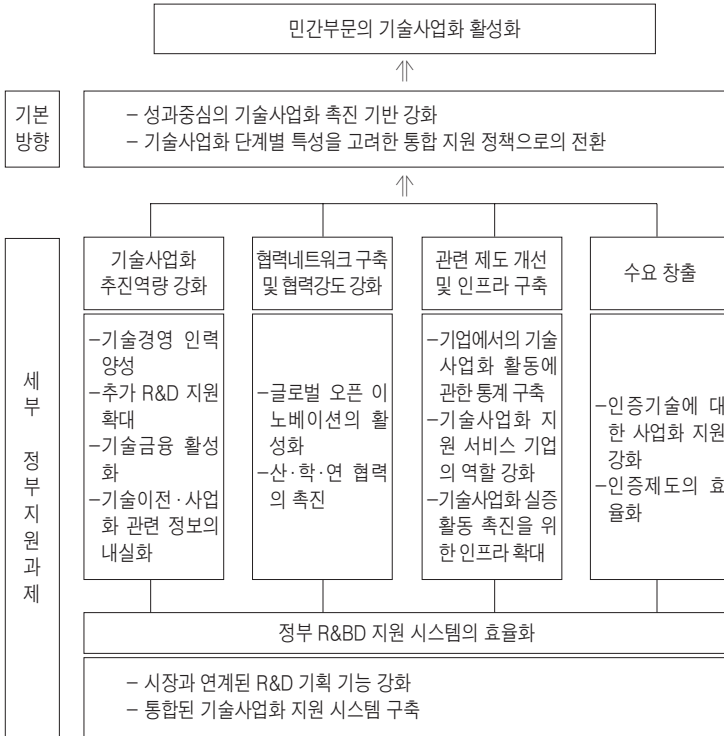 민간부문의 기술사업화 활성화
기본
방향
– 성과중심의 기술사업화 촉진 기반 강화
– 기술사업화 단계별 특성을 고려한 통합 지원 정책으로의 전환
세
부
정
부
지
원
과
제
기술사업화
추진역량 강화
–기술경영 인력
양성
–추가 R&D 지원
확대
–기술금융 활성
화
–기술이전·사업
화 관련 정보의
내실화
협력네트워크 구축
및 협력강도 강화
–글로벌 오픈 이
노베이션의 활
성화
–산·학·연 협력
의 촉진
관련 제도 개선
및 인프라 구축
–기업에서의 기술
사업화 활동에
관한 통계 구축
–기술사업화 지
원 서비스 기업
의 역할 강화
–기술사업화 실증
활동 촉진을 위
한 인프라 확대
수요 창출
–인증기술에 대
한 사업화 지원
강화
–인증제도의 효
율화
정부 R&BD 지원 시스템의 효율화
– 시장과 연계된 R&D 기획 기능 강화
– 통합된 기술사업화 지원 시스템 구축